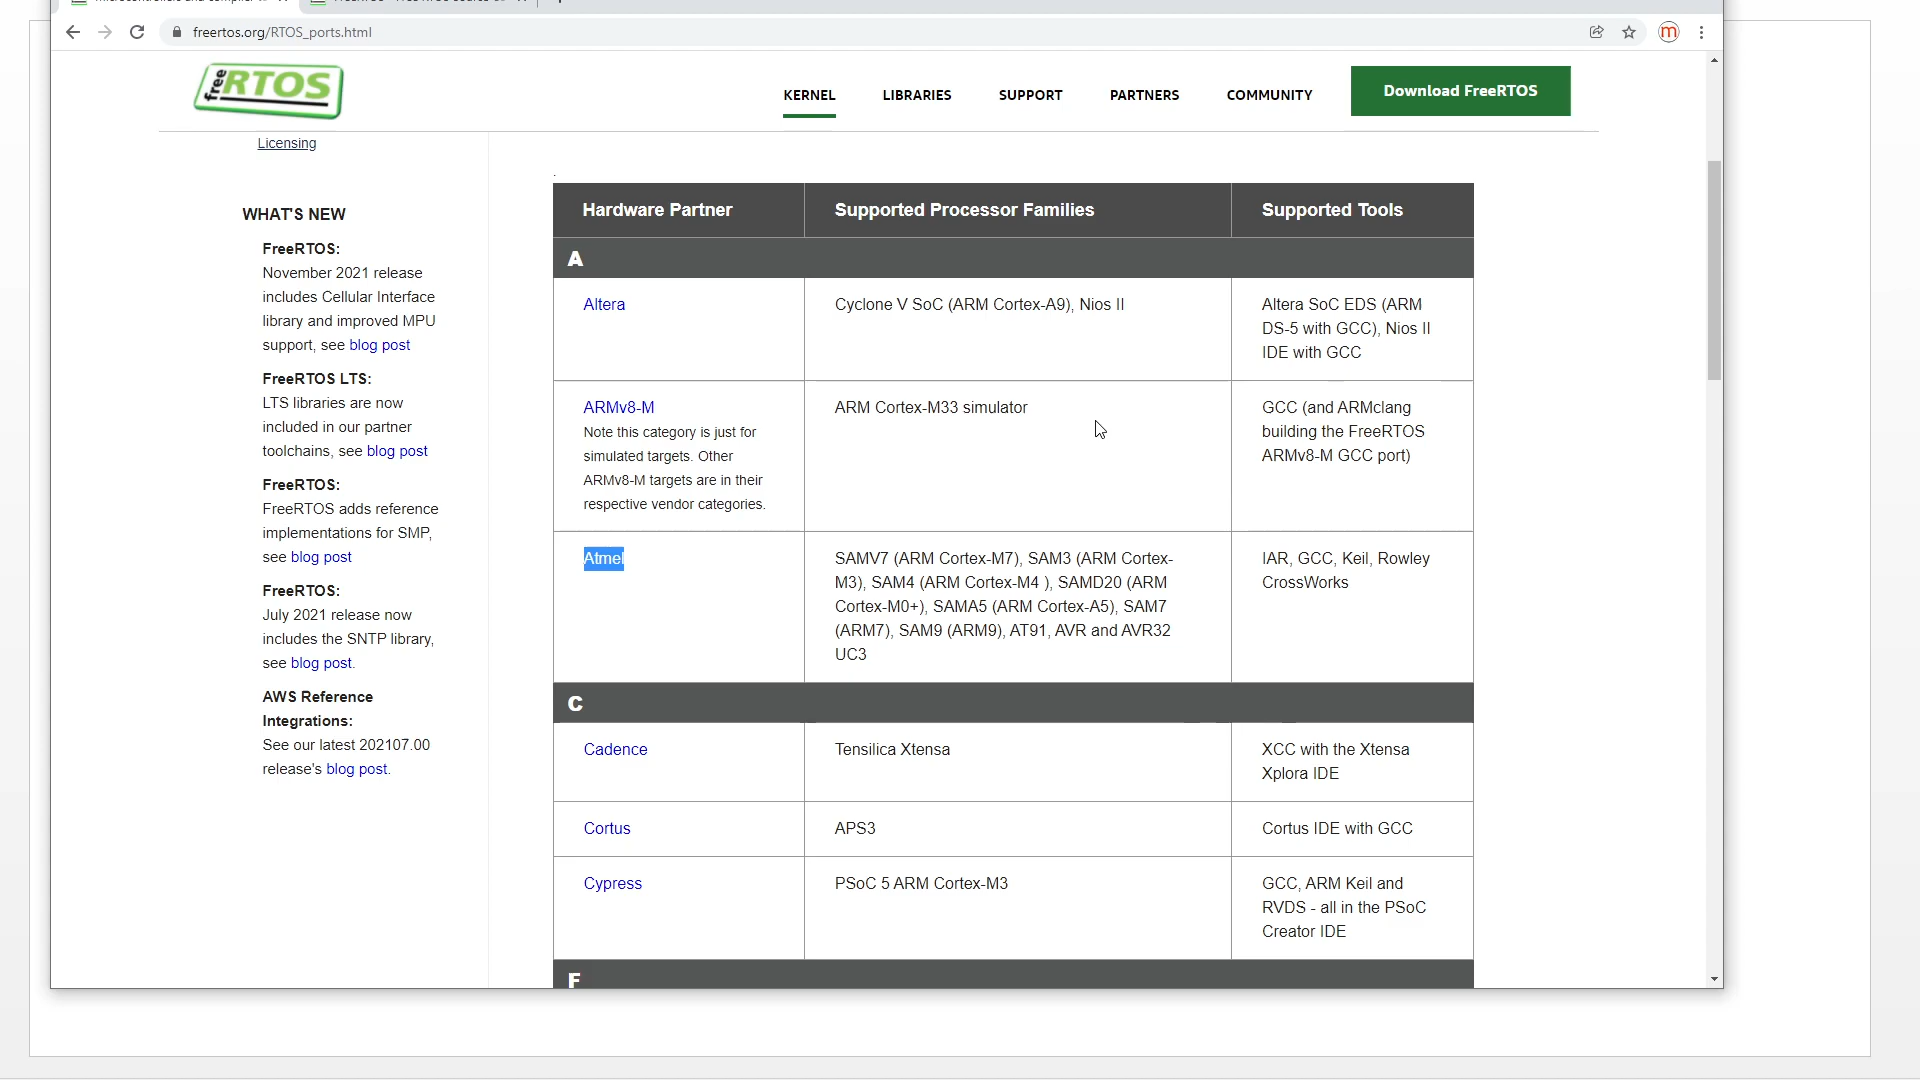 freertos.org/RTOS_ports.html
m
free RTOS
KERNEL
LIBRARIES
SUPPORT
PARTNERS
COMMUNITY
Download FreeRTOS
Licensing
WHAT'S NEW
FreeRTOS:
November 2021 release
includes Cellular Interface
library and improved MPU
support, see blog post
FreeRTOS LTS:
LTS libraries are now
included in our partner
toolchains, see blog post
FreeRTOS:
FreeRTOS adds reference
implementations for SMP,
see blog post
FreeRTOS:
July 2021 release now
includes the SNTP library,
see blog post.
AWS Reference
Integrations:
See our latest 202107.00
release's blog post.
.
Hardware Partner
Supported Processor Families
Supported Tools
A
Altera
Cyclone V SoC (ARM Cortex-A9), Nios II
Altera SoC EDS (ARM
DS-5 with GCC), Nios II
IDE with GCC
ARMv8-M
Note this category is just for
simulated targets. Other
ARMv8-M targets are in their
respective vendor categories.
ARM Cortex-M33 simulator
GCC (and ARMclang
building the FreeRTOS
ARMv8-M GCC port)
Atmel
SAMV7 (ARM Cortex-M7), SAM3 (ARM Cortex-
M3), SAM4 (ARM Cortex-M4 ), SAMD20 (ARM
Cortex-M0+), SAMA5 (ARM Cortex-A5), SAM7
(ARM7), SAM9 (ARM9), AT91, AVR and AVR32
UC3
IAR, GCC, Keil, Rowley
CrossWorks
C
Cadence
Tensilica Xtensa
XCC with the Xtensa
Xplora IDE
Cortus
APS3
Cortus IDE with GCC
Cypress
PSoC 5 ARM Cortex-M3
GCC, ARM Keil and
RVDS - all in the PSoC
Creator IDE
F